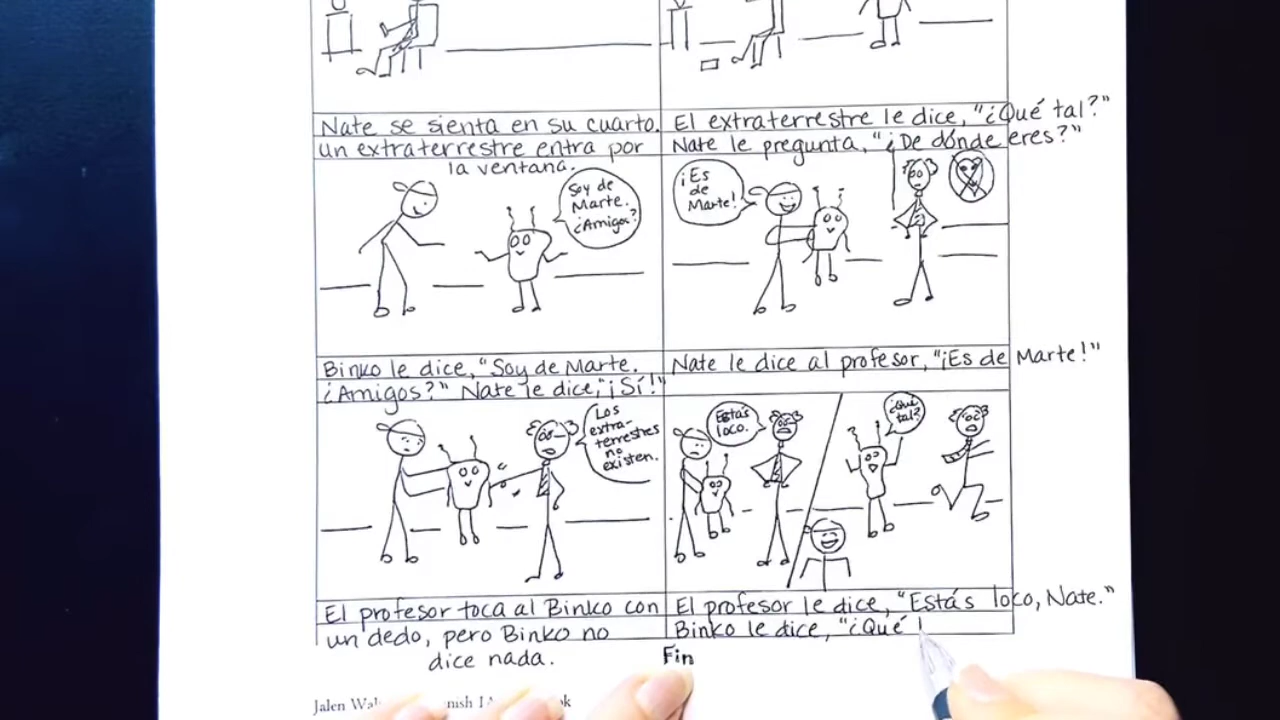 Nate se sienta en su cuarto.
un extraterrestre entra por
la ventana.
El extraterrestre le dice, "¿Qué tal?"
Nate le pregunta, "¿De dónde eres?"
Soy de
Marte.
¿Amigos?
¡Es
de
Marte!
Binko le dice, "Soy de Marte.
¿Amigos?" Nate le dice, "¡Sí!"
Nate le dice al profesor, "¡Es de Marte!"
Los
extra-
terrestres
no
existen.
Estás
loco.
¿Qué
tal?
El profesor toca al Binko con
un dedo, pero Binko no
dice nada.
El profesor le dice, "Estás loco, Nate."
Binko le dice, "¿Qué
Fin
Jalen